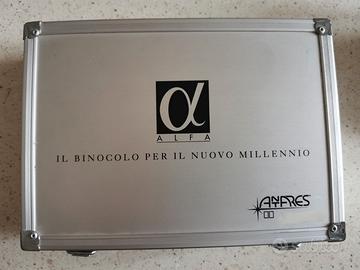 α
ALFA
IL BINOCOLO PER IL NUOVO MILLENNIO
ANTARES